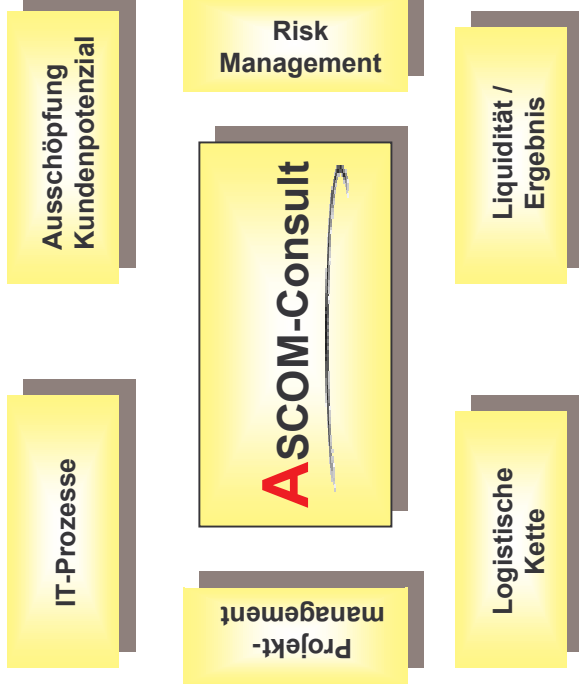 Risk
Management
Ausschöpfung
Kundenpotenzial
Liquidität /
Ergebnis
ASCOM-Consult
IT-Prozesse
Logistische
Kette
Projekt-
management